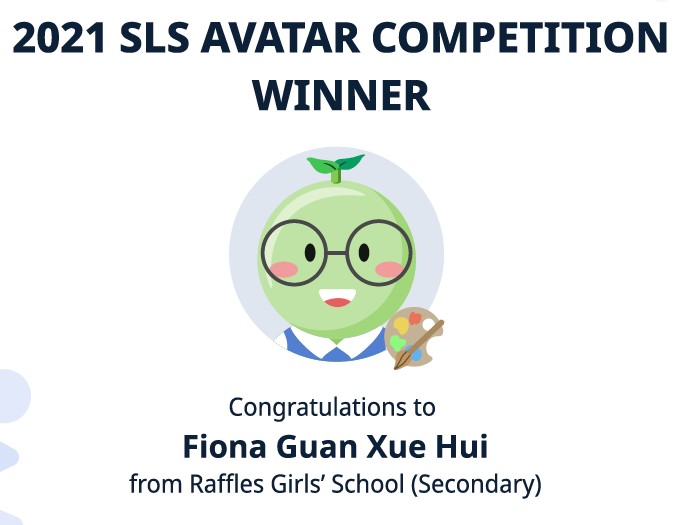 2021 SLS AVATAR COMPETITION
WINNER
Congratulations to
Fiona Guan Xue Hui
from Raffles Girls’ School (Secondary)